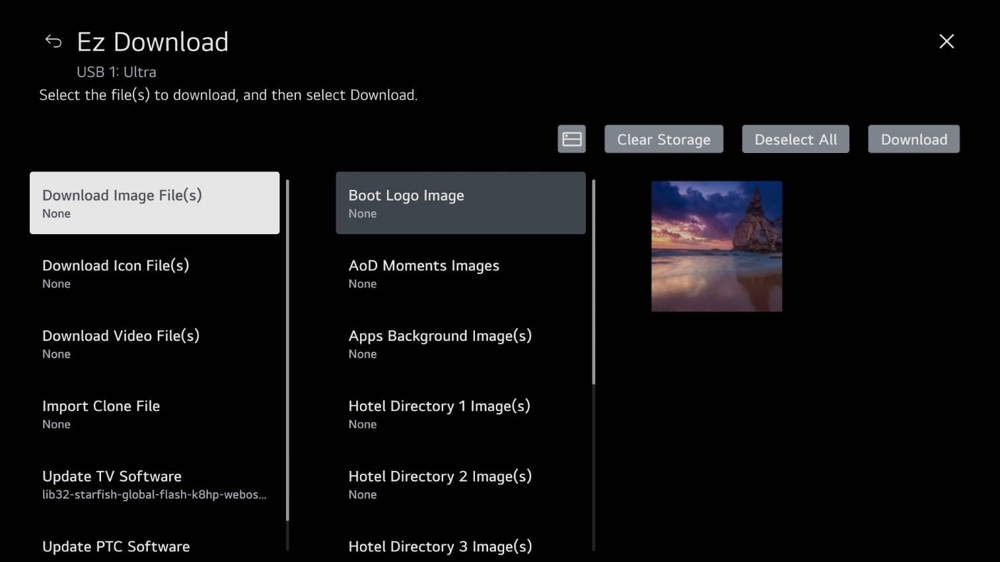 Ez Download
USB 1: Ultra
Select the file(s) to download, and then select Download.
Clear Storage
Deselect All
Download
Download Image File(s)
None
Download Icon File(s)
None
Download Video File(s)
None
Import Clone File
None
Update TV Software
lib32-starfish-global-flash-k8hp-webos...
Update PTC Software
Boot Logo Image
None
AoD Moments Images
None
Apps Background Image(s)
None
Hotel Directory 1 Image(s)
None
Hotel Directory 2 Image(s)
None
Hotel Directory 3 Image(s)